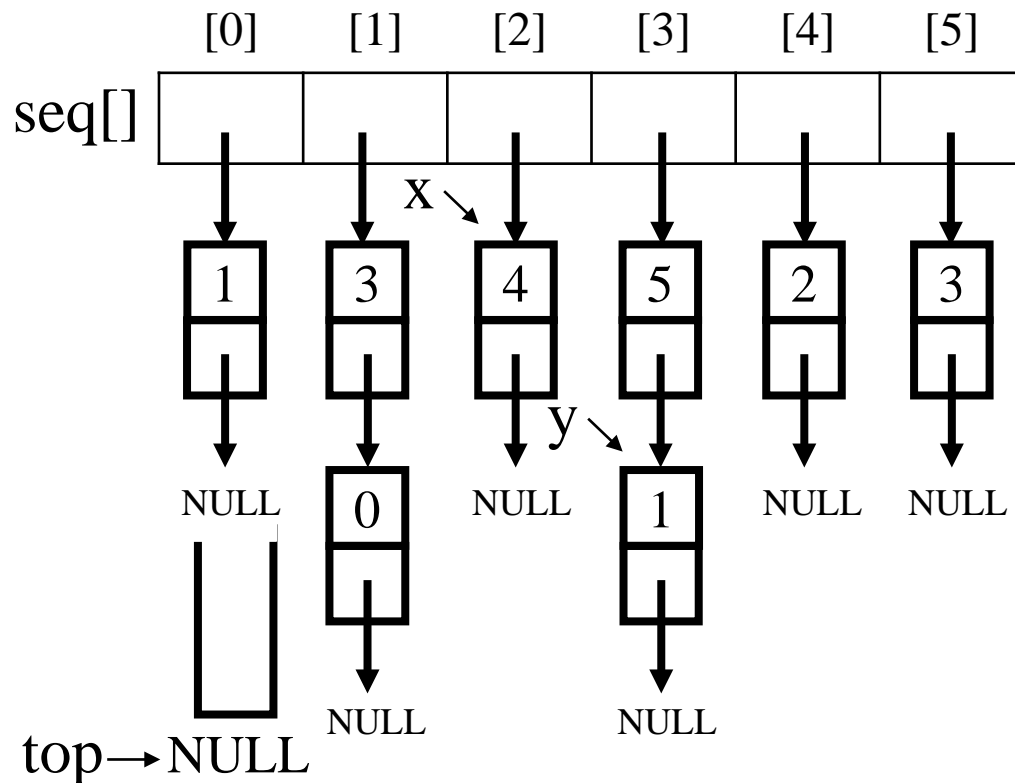 [0] [1] [2] [3] [4] [5]
seq[]
x
1 3 4 5 2 3
y
NULL 0 NULL 1 NULL NULL
NULL NULL
top NULL